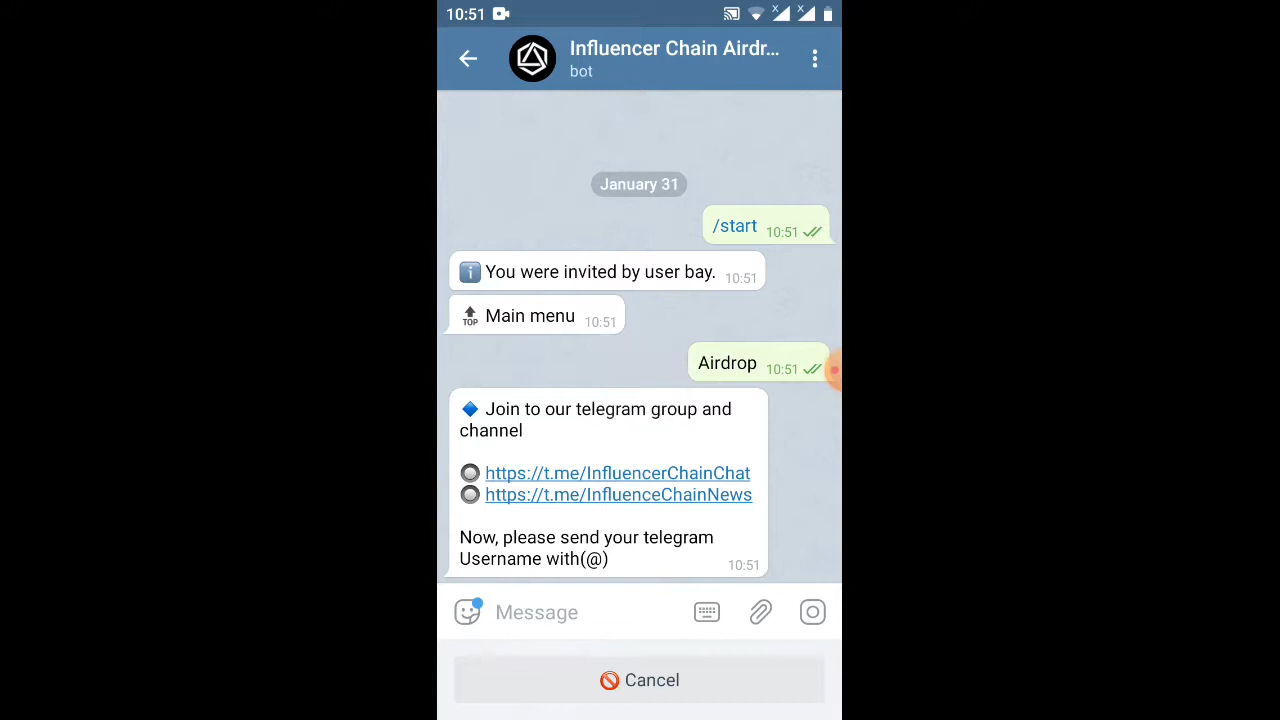 10:51
Influencer Chain Airdr...
bot
January 31
/start 10:51
You were invited by user bay. 10:51
TOP Main menu 10:51
Airdrop 10:51
Join to our telegram group and
channel
https://t.me/InfluencerChainChat
https://t.me/InfluenceChainNews
Now, please send your telegram
Username with(@) 10:51
Message
Cancel